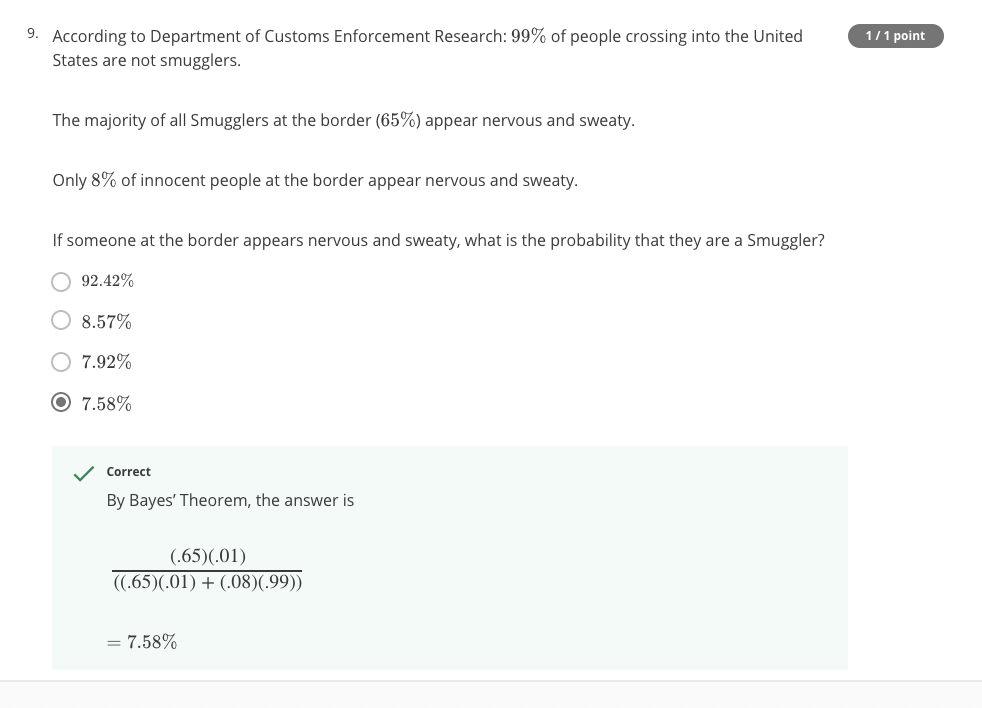 9. According to Department of Customs Enforcement Research: 99% of people crossing into the United
1 / 1 point
States are not smugglers.
The majority of all Smugglers at the border (65%) appear nervous and sweaty.
Only 8% of innocent people at the border appear nervous and sweaty.
If someone at the border appears nervous and sweaty, what is the probability that they are a Smuggler?
92.42%
8.57%
7.92%
7.58%
Correct
By Bayes’ Theorem, the answer is
(.65)(.01)
((.65)(.01) + (.08)(.99))
= 7.58%